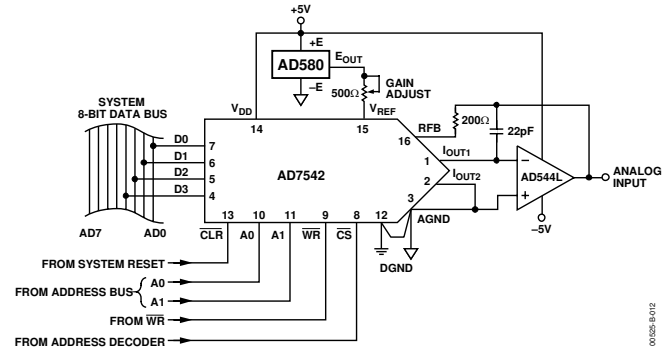 +5V
+E
AD580
EOUT
–E
GAIN
ADJUST
500Ω
SYSTEM
8-BIT DATA BUS
VDD
VREF
14
15
RFB
200Ω
16
22pF
D0
7
D1
6
D2
5
D3
4
AD7542
1
IOUT1
2
IOUT2
–
AD544L
+
ANALOG
INPUT
3
AGND
–5V
AD7
AD0
13
10
11
9
8
12
CLR
A0
A1
WR
CS
DGND
FROM SYSTEM RESET
FROM ADDRESS BUS
A0
A1
FROM WR
FROM ADDRESS DECODER
00525-B-012